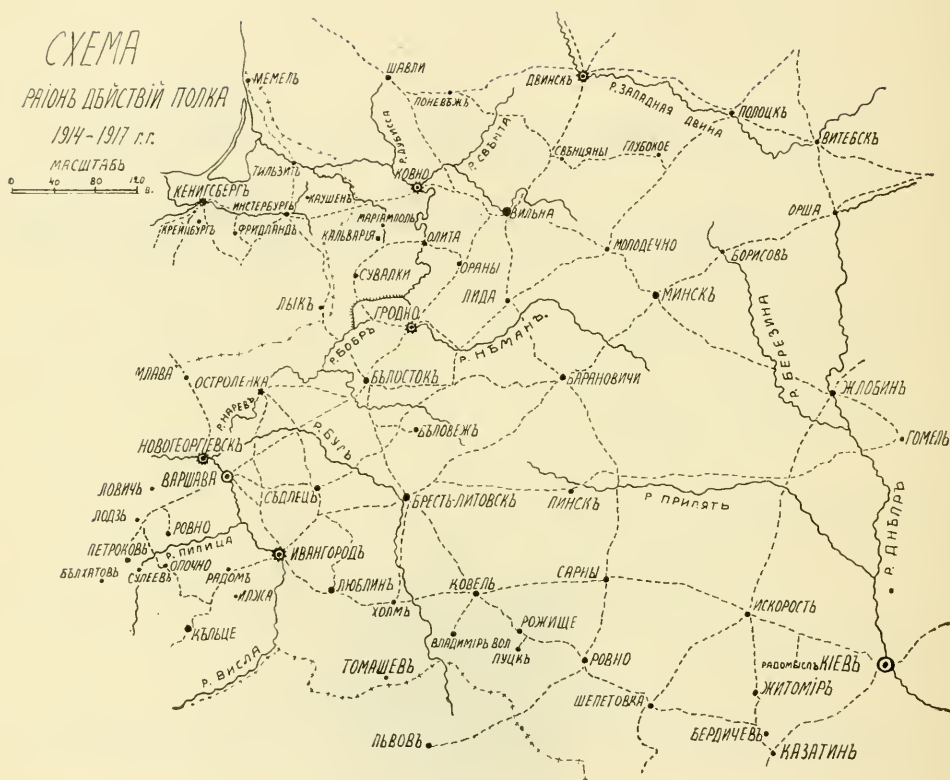 СХЕМА
РАІОНЪ ДѢЙСТВІЙ ПОЛКА
1914-1917 г.г.
МАСШТАБЪ
0 40 80 120 В.
МЕМЕЛЬ
ШАВЛИ
ПОНЕВѢЖЪ
ДВИНСКЪ
Р. ЗАПАДНАЯ ДВИНА
ПОЛОЦКЪ
ВИТЕБСКЪ
Р. ДУБИССА
Р. СВѢНТА
СВѢНЦЯНЫ
ГЛУБОКОЕ
ТИЛЬЗИТЪ
КОВНО
КЕНИГСБЕРГЪ
ИНСТЕРБУРГЪ
КАУШЕНЪ
ВИЛЬНА
ОРША
КРЕЙЦБУРГЪ
ФРИДЛАНДЪ
МАРІАМПОЛЬ
КАЛЬВАРІЯ
ОЛИТА
МОЛОДЕЧНО
БОРИСОВЪ
СУВАЛКИ
ОРАНЫ
ЛЫКЪ
ЛИДА
МИНСКЪ
ГРОДНО
Р. БОБРЪ
Р. НѢМАНЪ
Р. БЕРЕЗИНА
МЛАВА
ОСТРОЛЕНКА
БѢЛОСТОКЪ
БАРАНОВИЧИ
ЖЛОБИНЪ
Р. НАРЕВЪ
БѢЛОВЕЖЪ
ГОМЕЛЬ
НОВОГЕОРГІЕВСКЪ
Р. БУГЪ
ВАРШАВА
ЛОВИЧЬ
СѢДЛЕЦЪ
БРЕСТЬ-ЛИТОВСКЪ
ПИНСКЪ
Р. ПРИПЯТЬ
Р. ДНѢПРЪ
ЛОДЗЬ
РОВНО
ПЕТРОКОВЪ
Р. ПИЛИЦА
ИВАНГОРОДЪ
БѢЛХАТОВЪ
СУЛЕЕВЪ
ОПОЧНО
РАДОМЪ
ЛЮБЛИНЪ
КОВЕЛЬ
САРНЫ
ИЛЖА
ХОЛМЪ
ИСКОРОСТЬ
КѢЛЬЦЕ
РОЖИЩЕ
ВЛАДИМІРЪ ВОЛ
ЛУЦКЪ
Р. ВИСЛА
ТОМАШЕВЪ
РОВНО
РАДОМЫСЛЬ
КІЕВЪ
ЖИТОМІРЪ
ШЕПЕТОВКА
ЛЬВОВЪ
БЕРДИЧЕВЪ
КАЗАТИНЪ